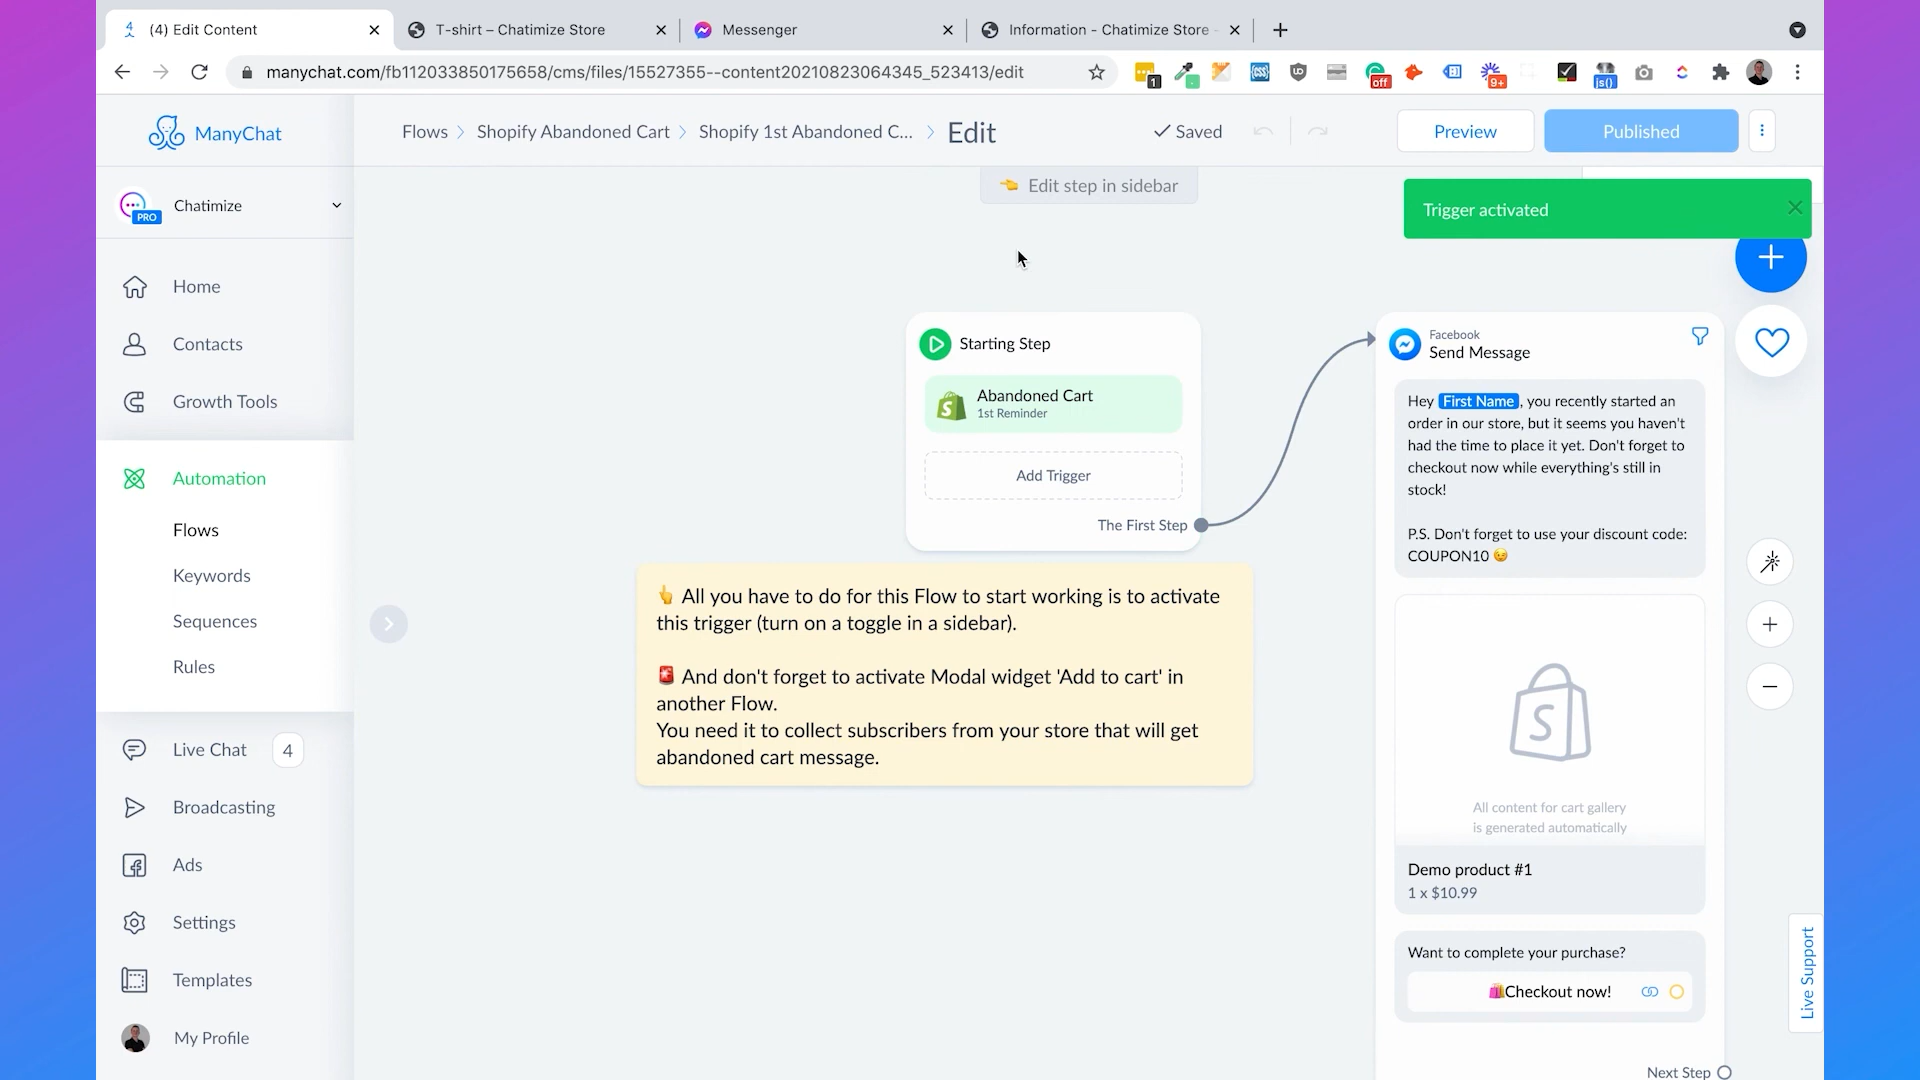 (4) Edit Content
T-shirt – Chatimize Store
Messenger
Information - Chatimize Store -
manychat.com/fb112033850175658/cms/files/15527355--content20210823064345_523413/edit
1
off
9+
js()
ManyChat
Flows
Shopify Abandoned Cart
Shopify 1st Abandoned C...
Edit
Saved
Preview
Published
👈 Edit step in sidebar
Trigger activated
PRO
Chatimize
Home
Contacts
Growth Tools
Automation
Flows
Keywords
Sequences
Rules
Live Chat
4
Broadcasting
Ads
Settings
Templates
My Profile
Starting Step
Abandoned Cart
1st Reminder
Add Trigger
The First Step
👆 All you have to do for this Flow to start working is to activate
this trigger (turn on a toggle in a sidebar).
🚨 And don't forget to activate Modal widget 'Add to cart' in
another Flow.
You need it to collect subscribers from your store that will get
abandoned cart message.
Facebook
Send Message
Hey First Name, you recently started an
order in our store, but it seems you haven't
had the time to place it yet. Don't forget to
checkout now while everything's still in
stock!
P.S. Don't forget to use your discount code:
COUPON10 😉
All content for cart gallery
is generated automatically
Demo product #1
1 x $10.99
Want to complete your purchase?
🛍️Checkout now!
Next Step
Live Support